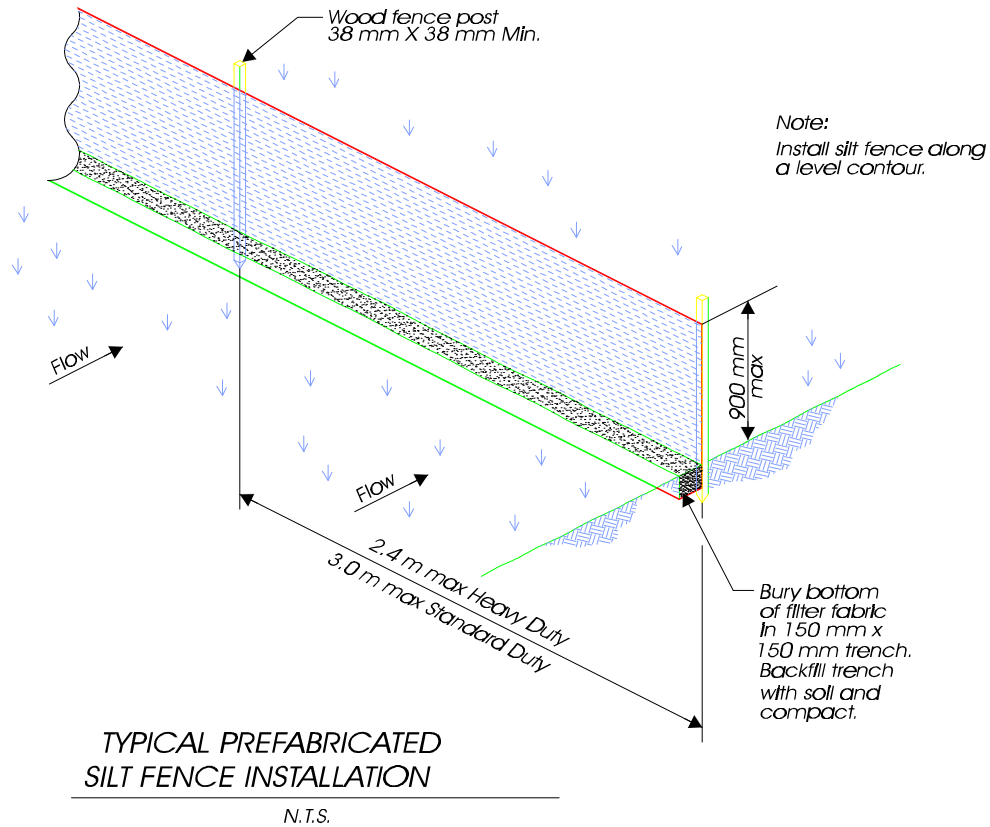 Wood fence post
38 mm X 38 mm Min.
Note:
Install silt fence along
a level contour.
Flow
900 mm
max
Flow
2.4 m max Heavy Duty
3.0 m max Standard Duty
Bury bottom
of filter fabric
in 150 mm x
150 mm trench.
Backfill trench
with soil and
compact.
TYPICAL PREFABRICATED
SILT FENCE INSTALLATION
N.T.S.